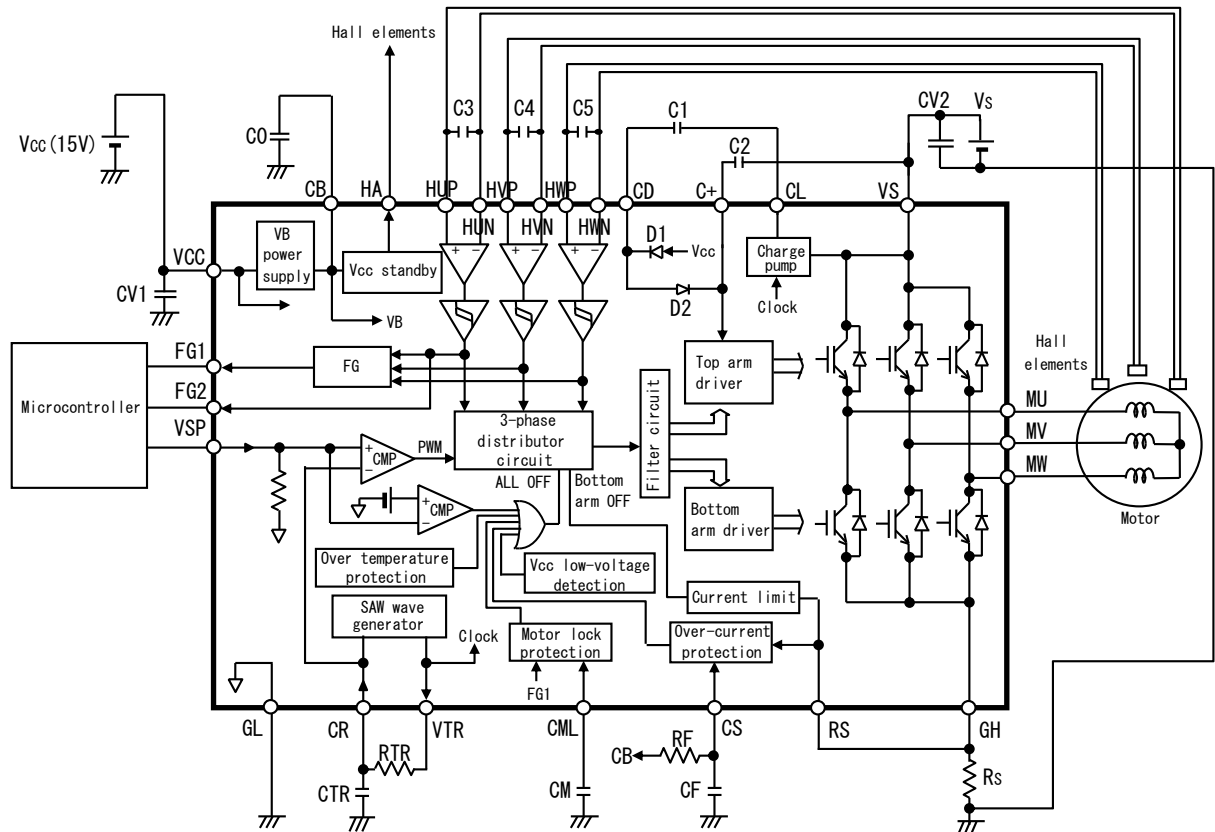 Hall elements
C3
C4
C5
C1
CV2
Vs
C0
Vcc(15V)
C2
CB
HA
HUP
HVP
HWP
CD
C+
CL
VS
HUN
HVN
HWN
VCC
VB power supply
Vcc standby
+ −
+ −
+ −
D1
Vcc
Charge pump
CV1
D2
Clock
VB
FG1
FG
Top arm driver
Hall elements
Microcontroller
FG2
MU
VSP
3-phase distributor circuit
Filter circuit
MV
+
−
CMP
PWM
MW
ALL OFF
Bottom arm OFF
+
−
CMP
Bottom arm driver
Motor
Over temperature protection
Vcc low-voltage detection
Current limit
SAW wave generator
Clock
Motor lock protection
Over-current protection
FG1
GL
CR
VTR
CML
CS
RS
GH
RTR
CB
RF
Rs
CTR
CM
CF